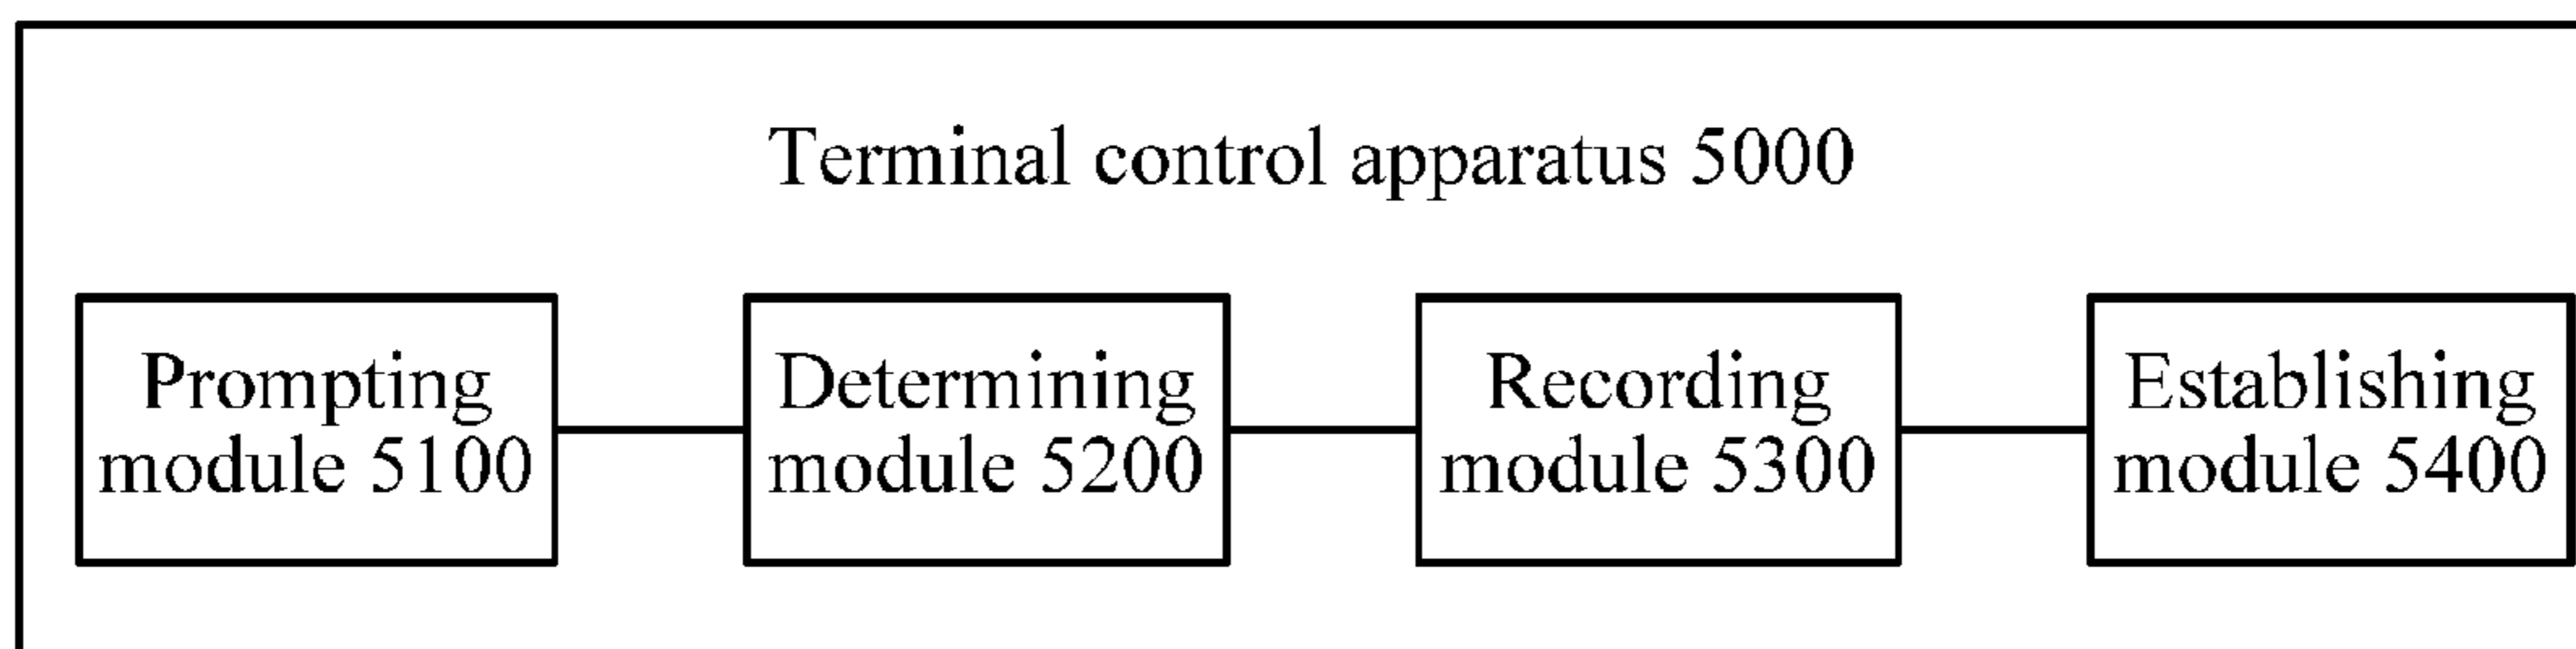 Terminal control apparatus 5000
Prompting
module 5100
Determining
module 5200
Recording
module 5300
Establishing
module 5400